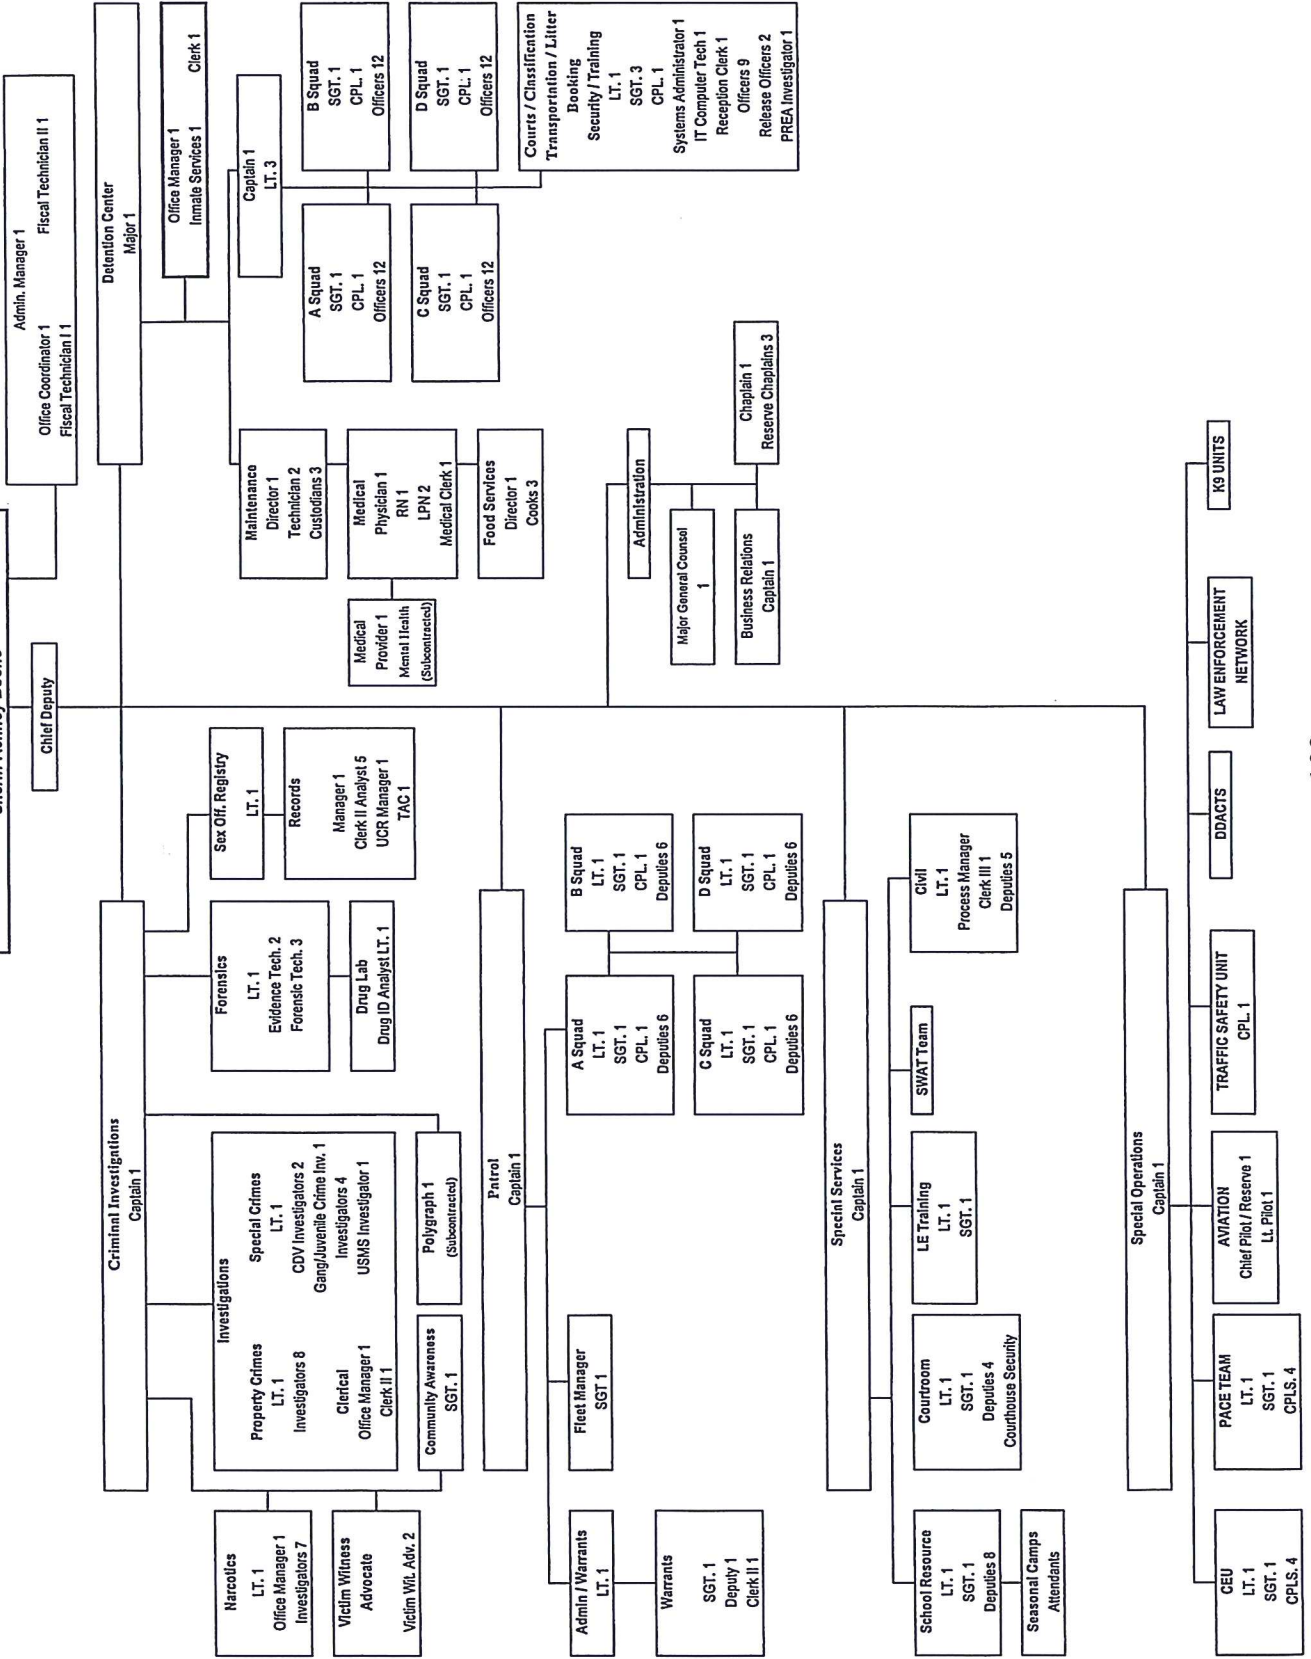 Chief Deputy
Admin. Manager 1
Office Coordinator 1
Fiscal Technician II 1
Fiscal Technician I 1
Criminal Investigations
Captain 1
Narcotics
LT. 1
Office Manager 1
Investigators 7
Victim Witness
Advocate
Victim Wit. Adv. 2
Investigations
Property Crimes
LT. 1
Investigators 8
Clerical
Office Manager 1
Clerk II 1
Special Crimes
LT. 1
CDV Investigators 2
Gang/Juvenile Crime Inv. 1
Investigators 4
USMS Investigator 1
Community Awareness
SGT. 1
Polygraph 1
(Subcontracted)
Forensics
LT. 1
Evidence Tech. 2
Forensic Tech. 3
Drug Lab
Drug ID Analyst LT. 1
Sex Off. Registry
LT. 1
Records
Manager 1
Clerk II Analyst 5
UCR Manager 1
TAC 1
Detention Center
Major 1
Office Manager 1
Clerk 1
Inmate Services 1
Maintenance
Director 1
Technician 2
Custodians 3
Medical
Physician 1
RN 1
LPN 2
Medical Clerk 1
Medical
Provider 1
Mental Health
(Subcontracted)
Food Services
Director 1
Cooks 3
Captain 1
LT. 3
A Squad
SGT. 1
CPL. 1
Officers 12
B Squad
SGT. 1
CPL. 1
Officers 12
C Squad
SGT. 1
CPL. 1
Officers 12
D Squad
SGT. 1
CPL. 1
Officers 12
Courts / Classification
Transportation / Litter
Booking
Security / Training
LT. 1
SGT. 3
CPL. 1
Systems Administrator 1
IT Computer Tech 1
Reception Clerk 1
Officers 9
Release Officers 2
PREA Investigator 1
Patrol
Captain 1
Admin / Warrants
LT. 1
Warrants
SGT. 1
Deputy 1
Clerk II 1
Fleet Manager
SGT 1
A Squad
LT. 1
SGT. 1
CPL. 1
Deputies 6
B Squad
LT. 1
SGT. 1
CPL. 1
Deputies 6
C Squad
LT. 1
SGT. 1
CPL. 1
Deputies 6
D Squad
LT. 1
SGT. 1
CPL. 1
Deputies 6
Administration
Major General Counsel
1
Business Relations
Captain 1
Chaplain 1
Reserve Chaplains 3
Special Services
Captain 1
School Resource
LT. 1
SGT. 1
Deputies 8
Seasonal Camps
Attendants
Courtroom
LT. 1
SGT. 1
Deputies 4
Courthouse Security
LE Training
LT. 1
SGT. 1
SWAT Team
Civil
LT. 1
Process Manager
Clerk III 1
Deputies 5
Special Operations
Captain 1
CEU
LT. 1
SGT. 1
CPLS. 4
PACE TEAM
LT. 1
SGT. 1
CPLS. 4
AVIATION
Chief Pilot / Reserve 1
Lt. Pilot 1
TRAFFIC SAFETY UNIT
CPL. 1
DDACTS
LAW ENFORCEMENT
NETWORK
K9 UNITS